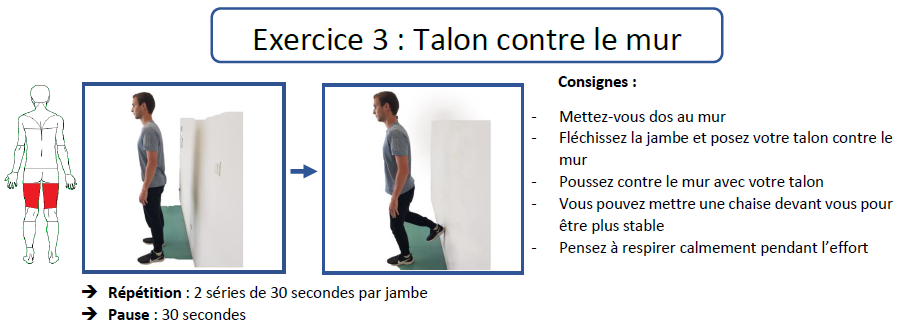 Exercice 3 : Talon contre le mur
Consignes :
- Mettez-vous dos au mur
- Fléchissez la jambe et posez votre talon contre le
mur
- Poussez contre le mur avec votre talon
- Vous pouvez mettre une chaise devant vous pour
être plus stable
- Pensez à respirer calmement pendant l’effort
➔ Répétition : 2 séries de 30 secondes par jambe
➔ Pause : 30 secondes